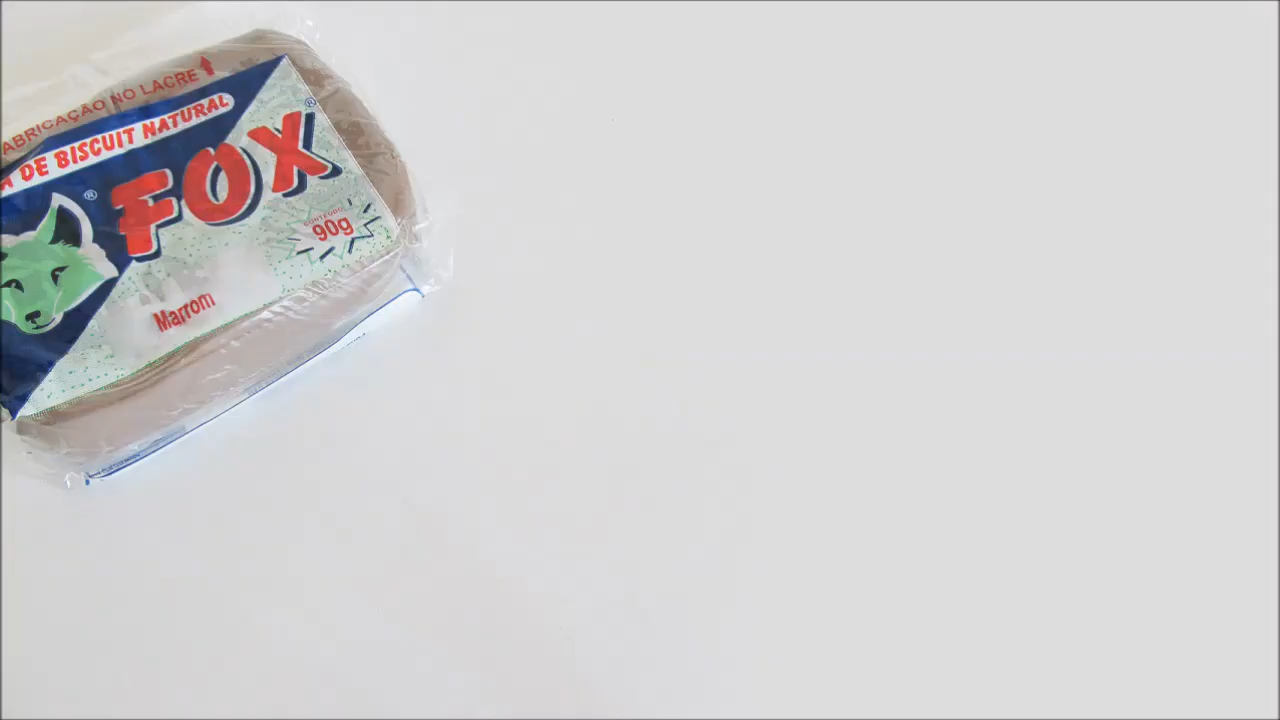 ABRICAÇÃO NO LACRE
A DE BISCUIT NATURAL
FOX
CONTEÚDO
90g
Marrom